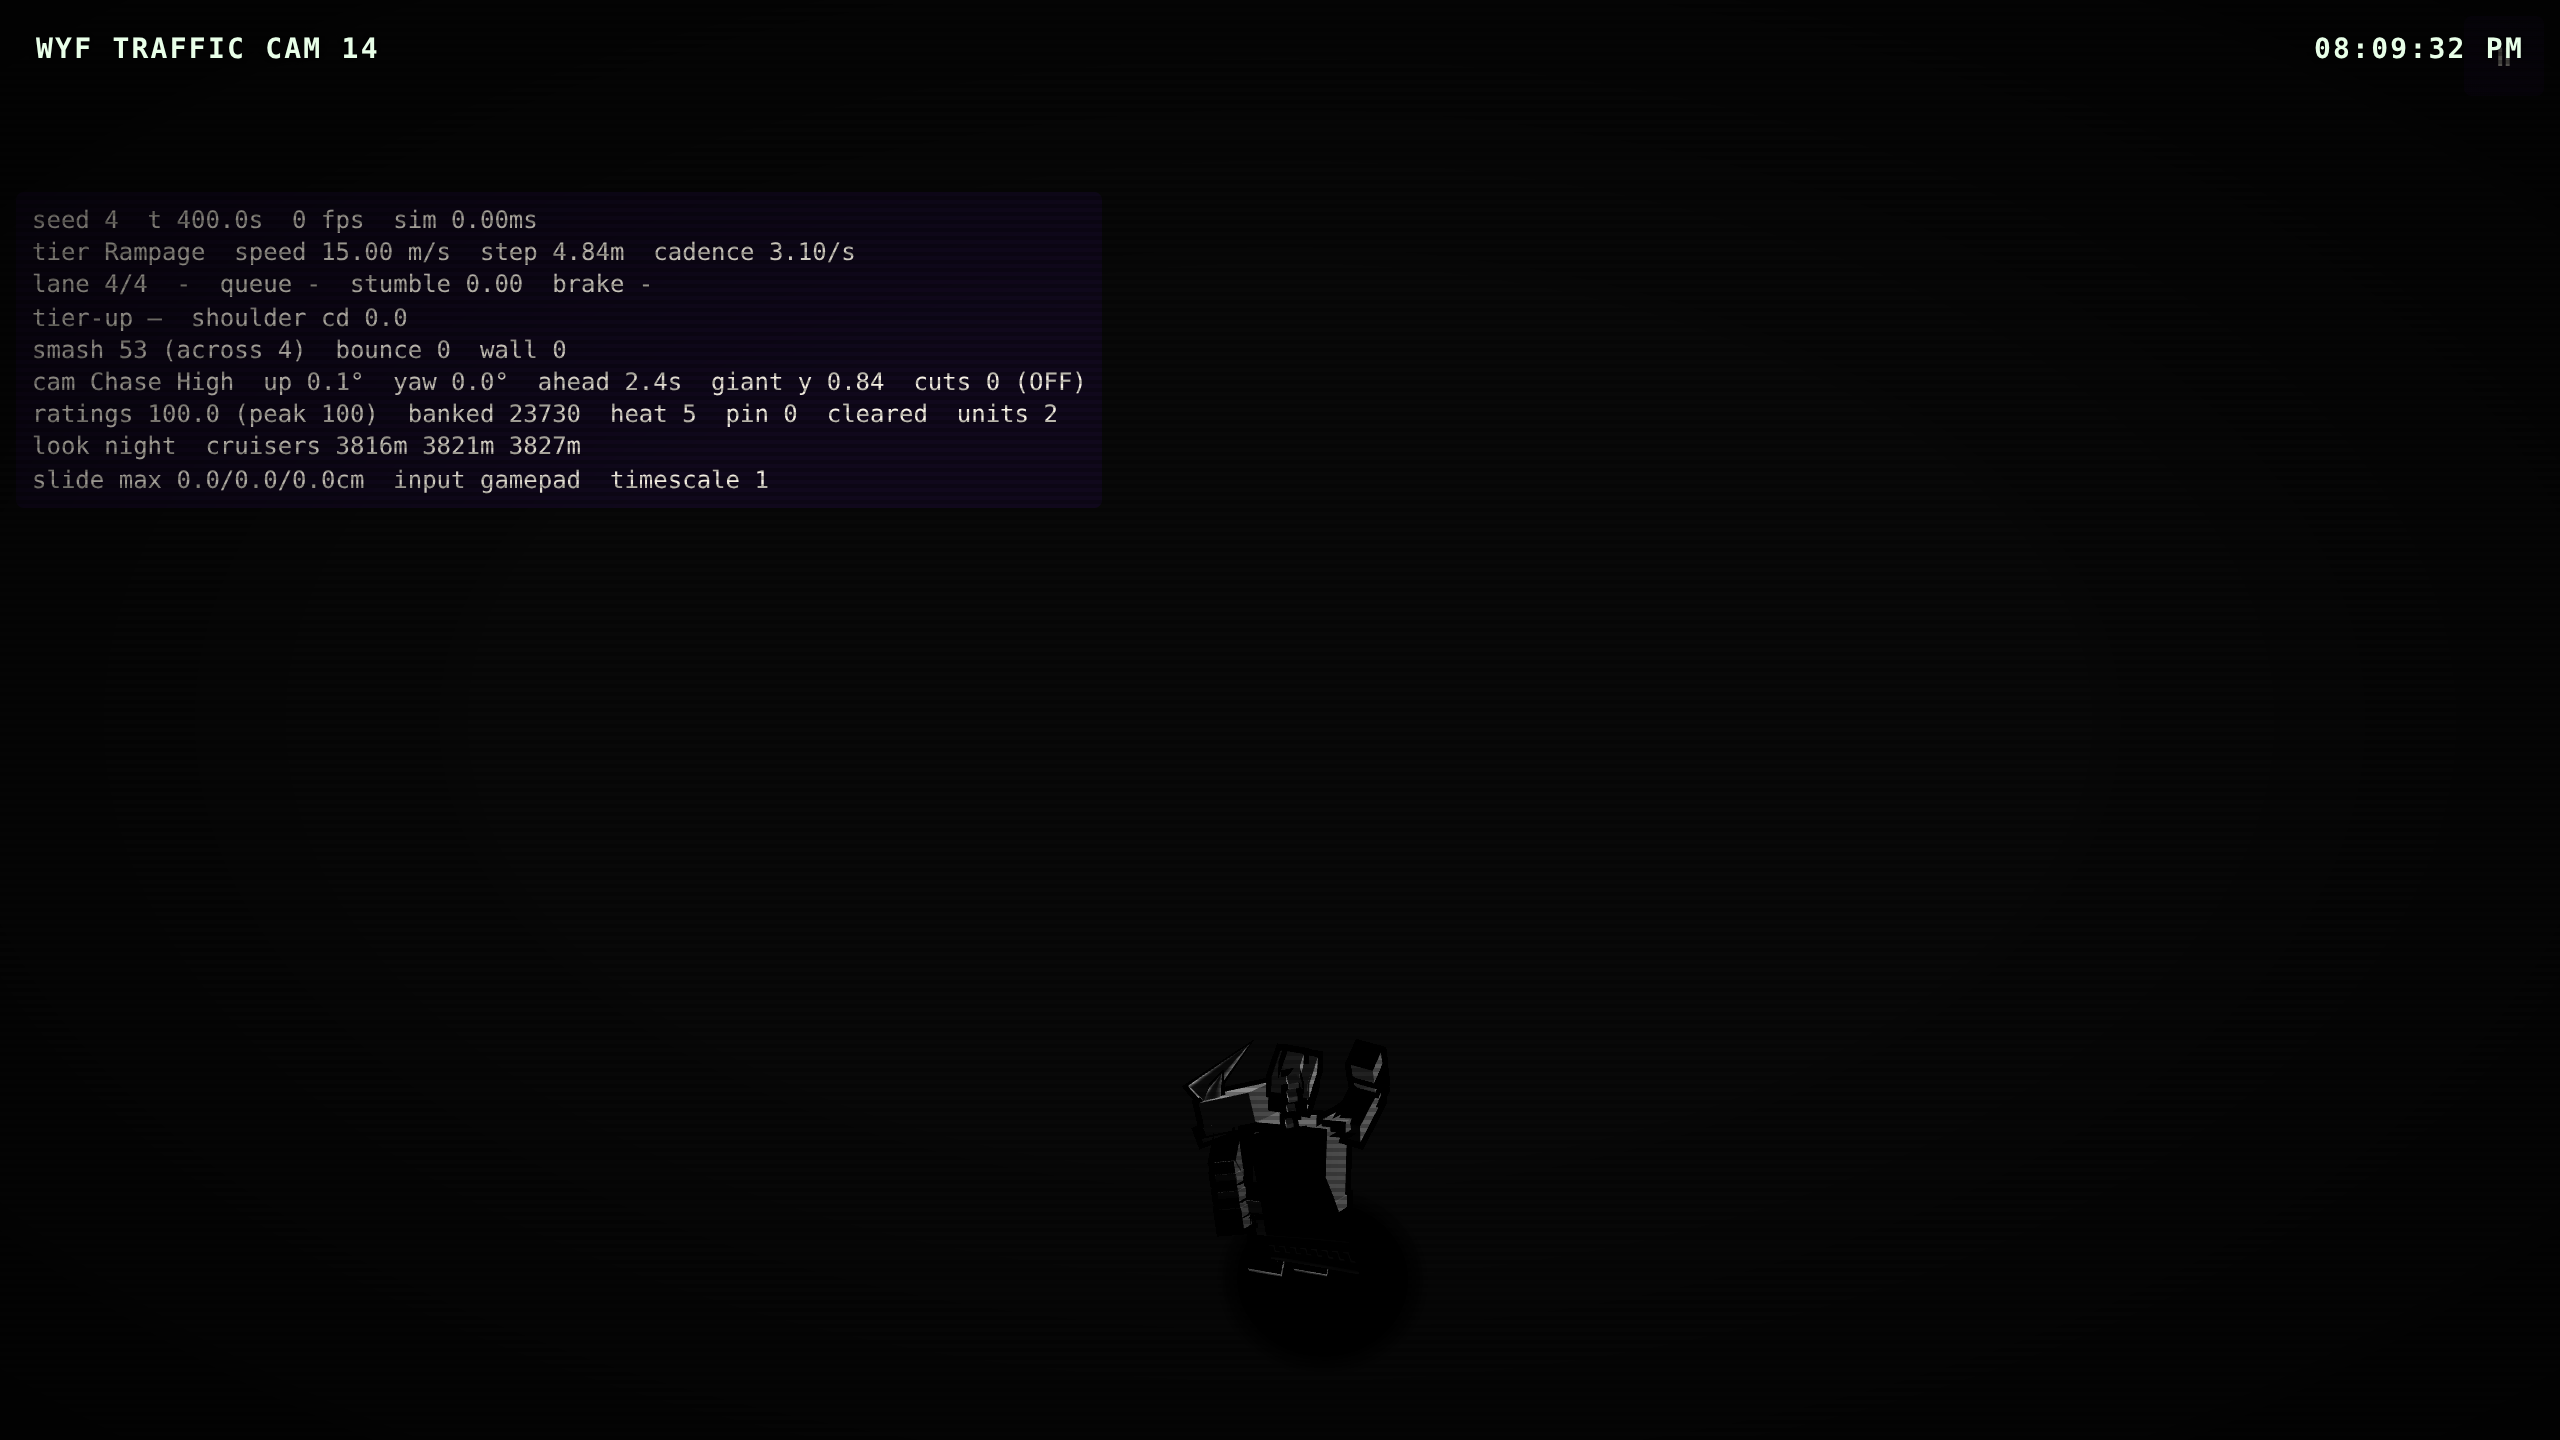 WYF TRAFFIC CAM 14
08:09:32 PM
seed 4 t 400.0s 0 fps sim 0.00ms
tier Rampage speed 15.00 m/s step 4.84m cadence 3.10/s
lane 4/4 - queue - stumble 0.00 brake -
tier-up — shoulder cd 0.0
smash 53 (across 4) bounce 0 wall 0
cam Chase High up 0.1° yaw 0.0° ahead 2.4s giant y 0.84 cuts 0 (OFF)
ratings 100.0 (peak 100) banked 23730 heat 5 pin 0 cleared units 2
look night cruisers 3816m 3821m 3827m
slide max 0.0/0.0/0.0cm input gamepad timescale 1